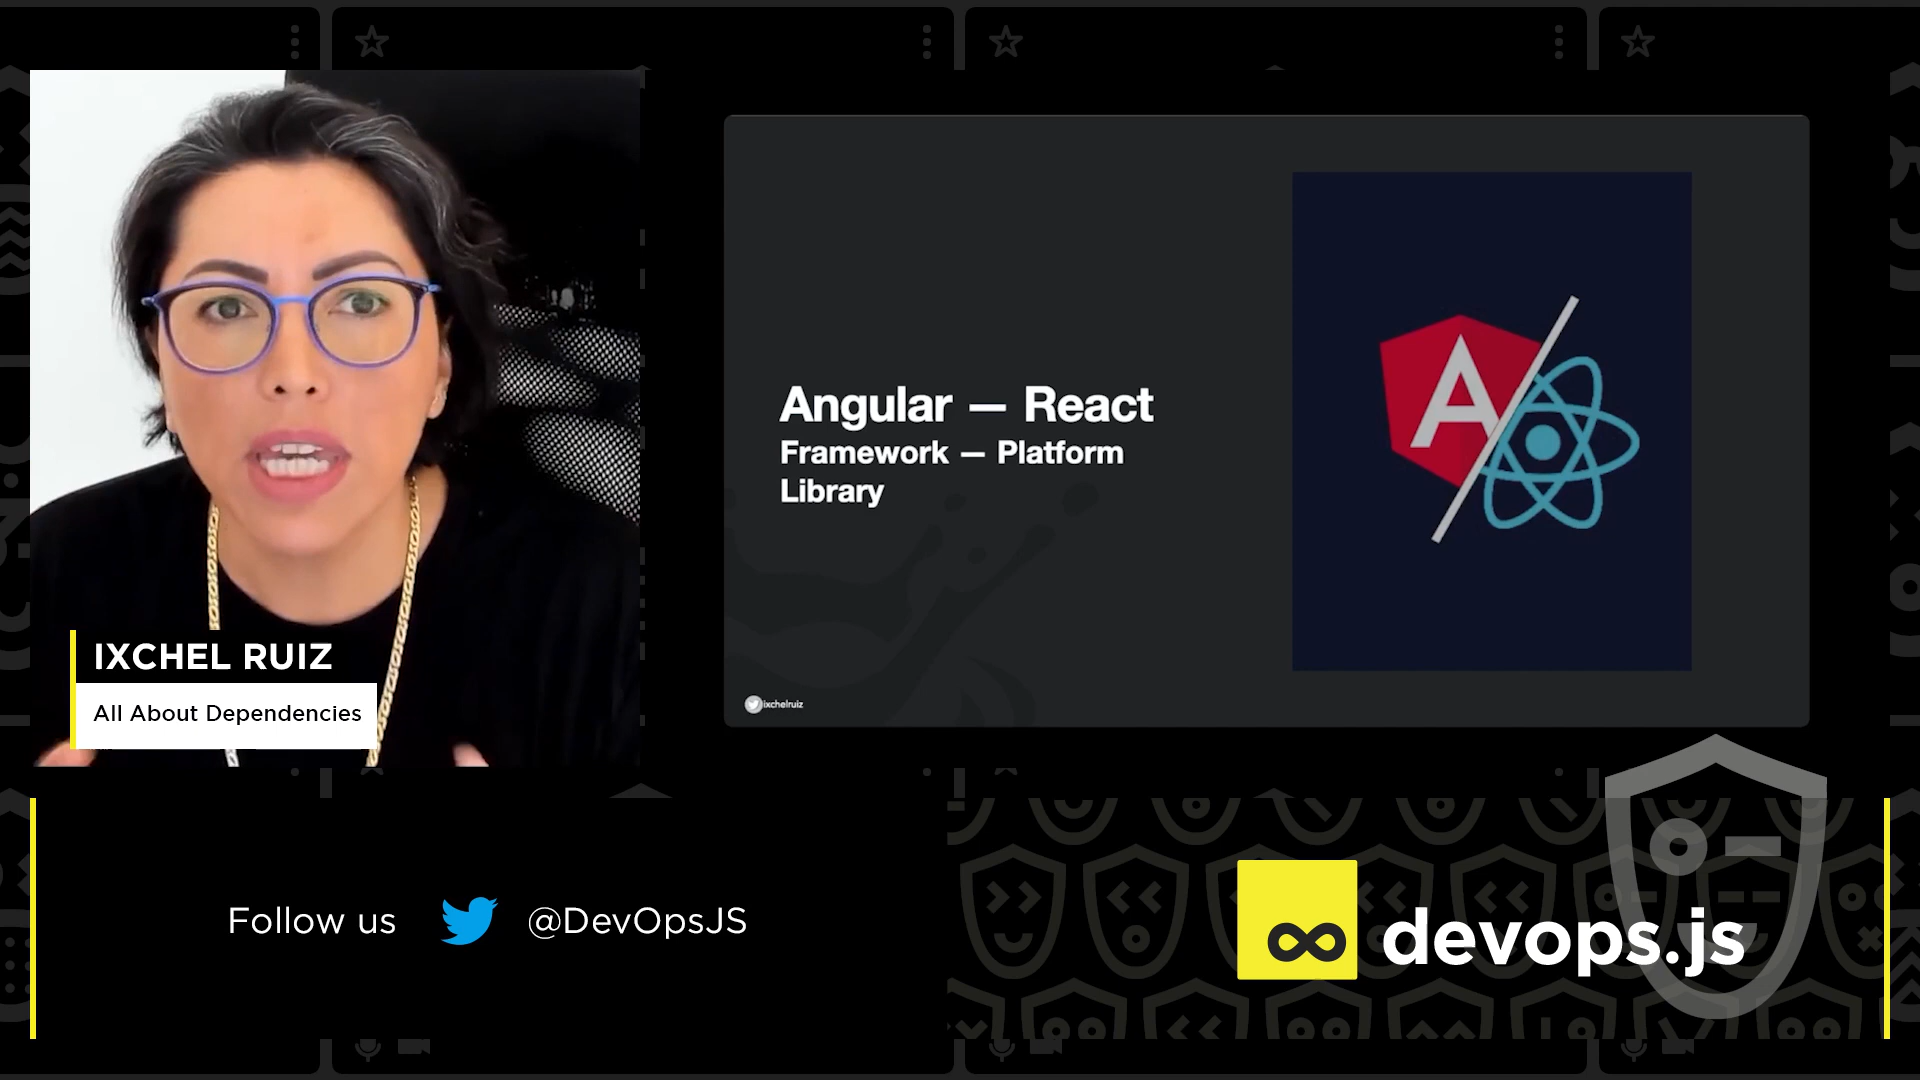 IXCHEL RUIZ
All About Dependencies
Angular — React
Framework — Platform
Library
ixchelruiz
Follow us @DevOpsJS
devops.js